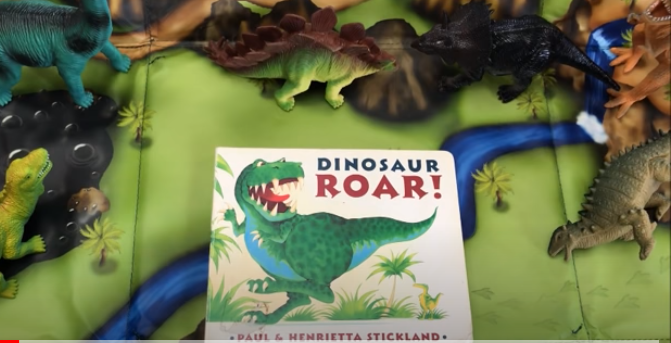 DINOSAUR
ROAR!
• PAUL & HENRIETTA STICKLAND •